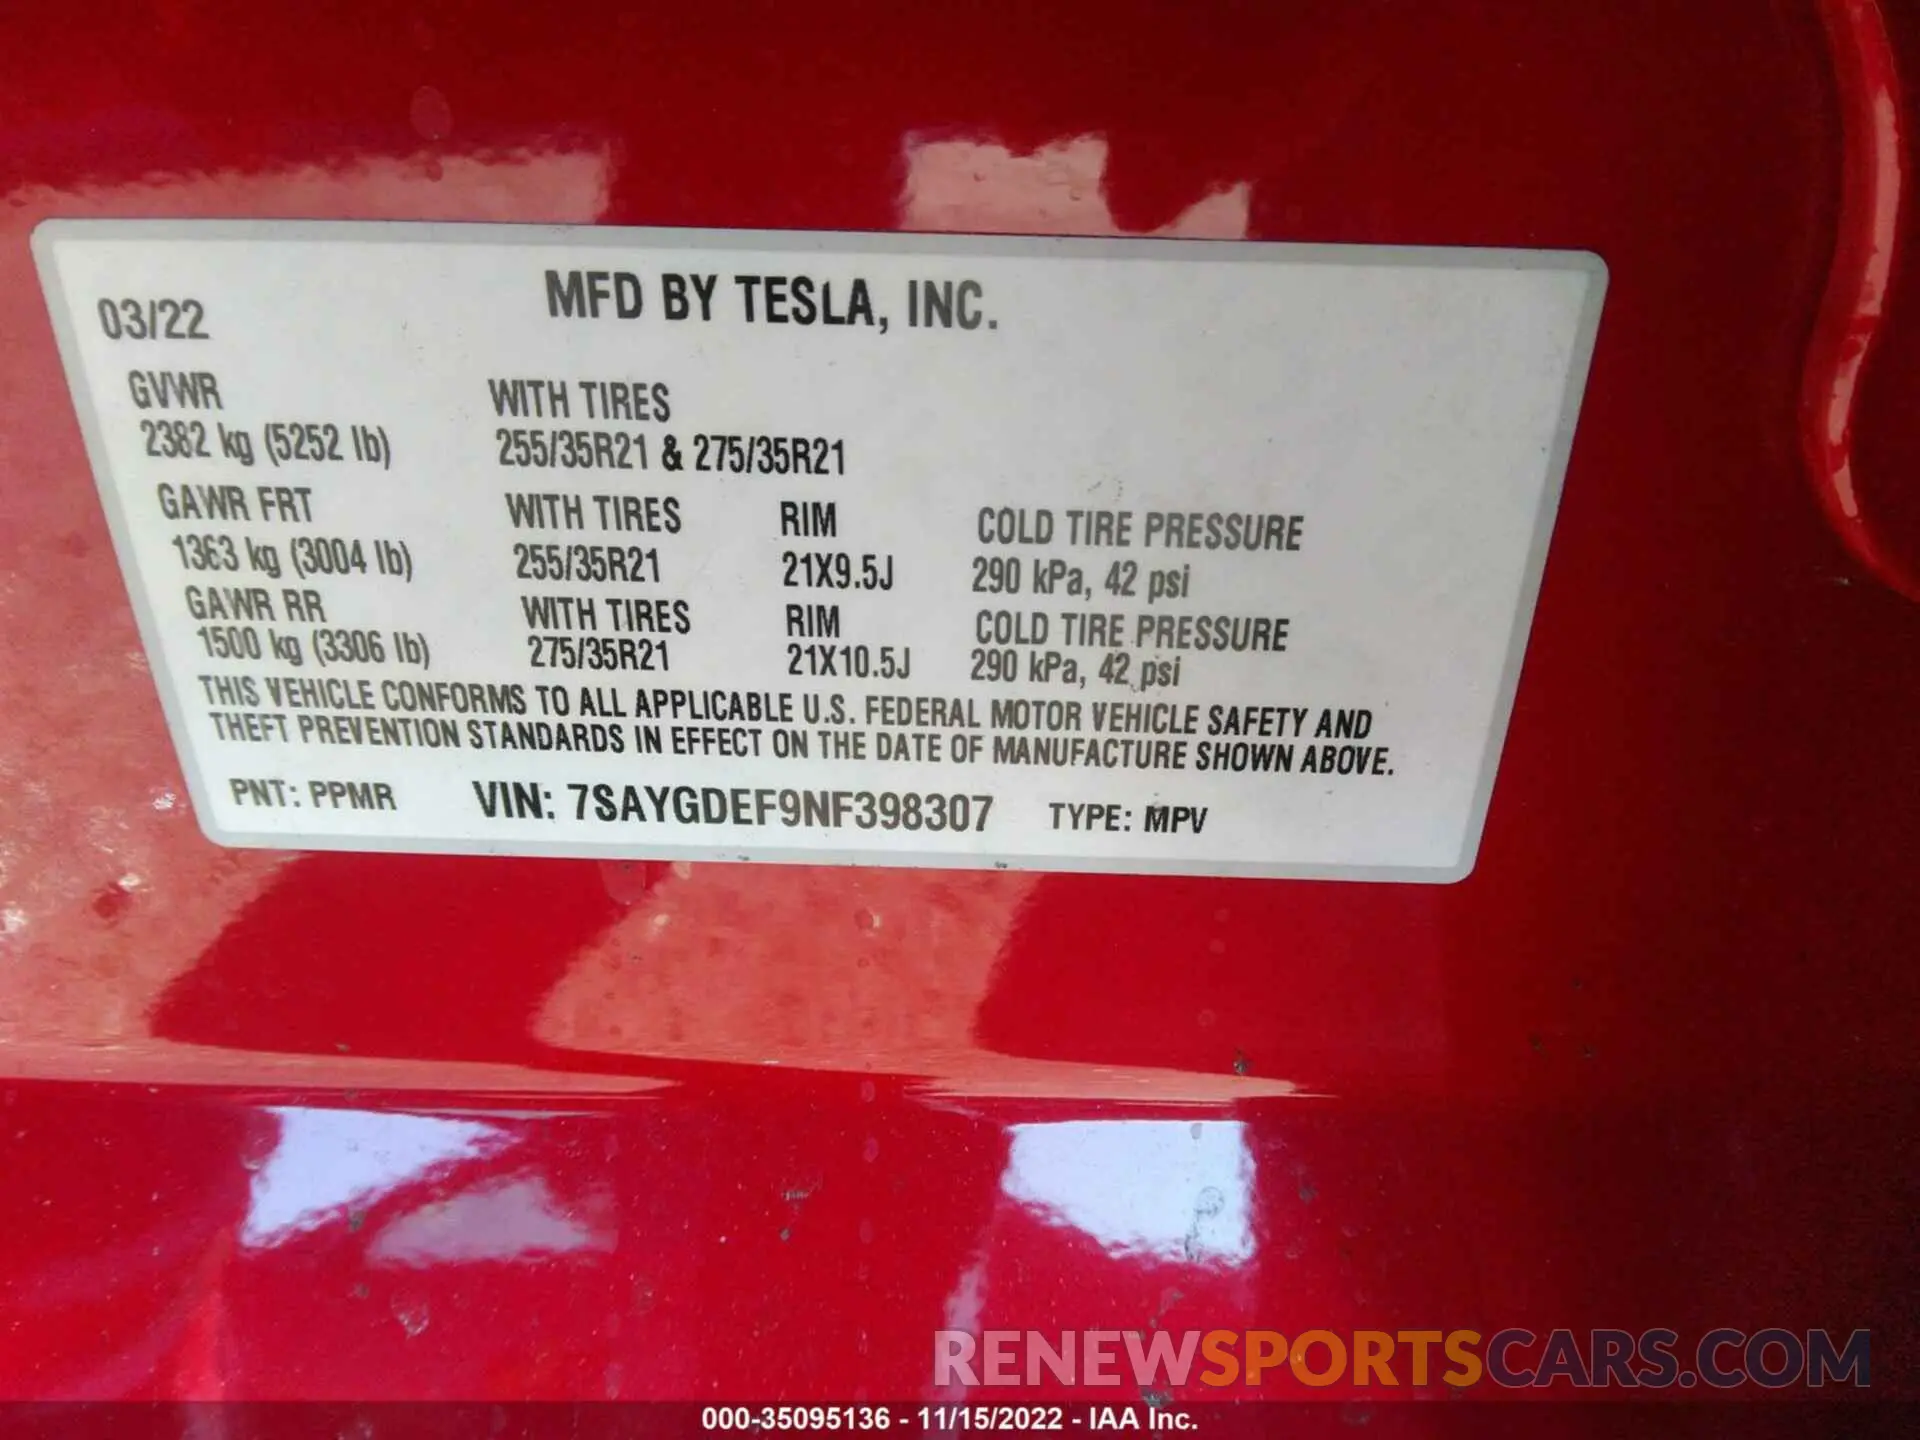 MFD BY TESLA, INC.
03/22
GVWR WITH TIRES
2382 kg (5252 lb) 255/35R21 & 275/35R21
GAWR FRT WITH TIRES RIM COLD TIRE PRESSURE
1363 kg (3004 lb) 255/35R21 21X9.5J 290 kPa, 42 psi
GAWR RR WITH TIRES RIM COLD TIRE PRESSURE
1500 kg (3306 lb) 275/35R21 21X10.5J 290 kPa, 42 psi
THIS VEHICLE CONFORMS TO ALL APPLICABLE U.S. FEDERAL MOTOR VEHICLE SAFETY AND
THEFT PREVENTION STANDARDS IN EFFECT ON THE DATE OF MANUFACTURE SHOWN ABOVE.
PNT: PPMR VIN: 7SAYGDEF9NF398307 TYPE: MPV
RENEWSPORTSCARS.COM
000-35095136 - 11/15/2022 - IAA Inc.